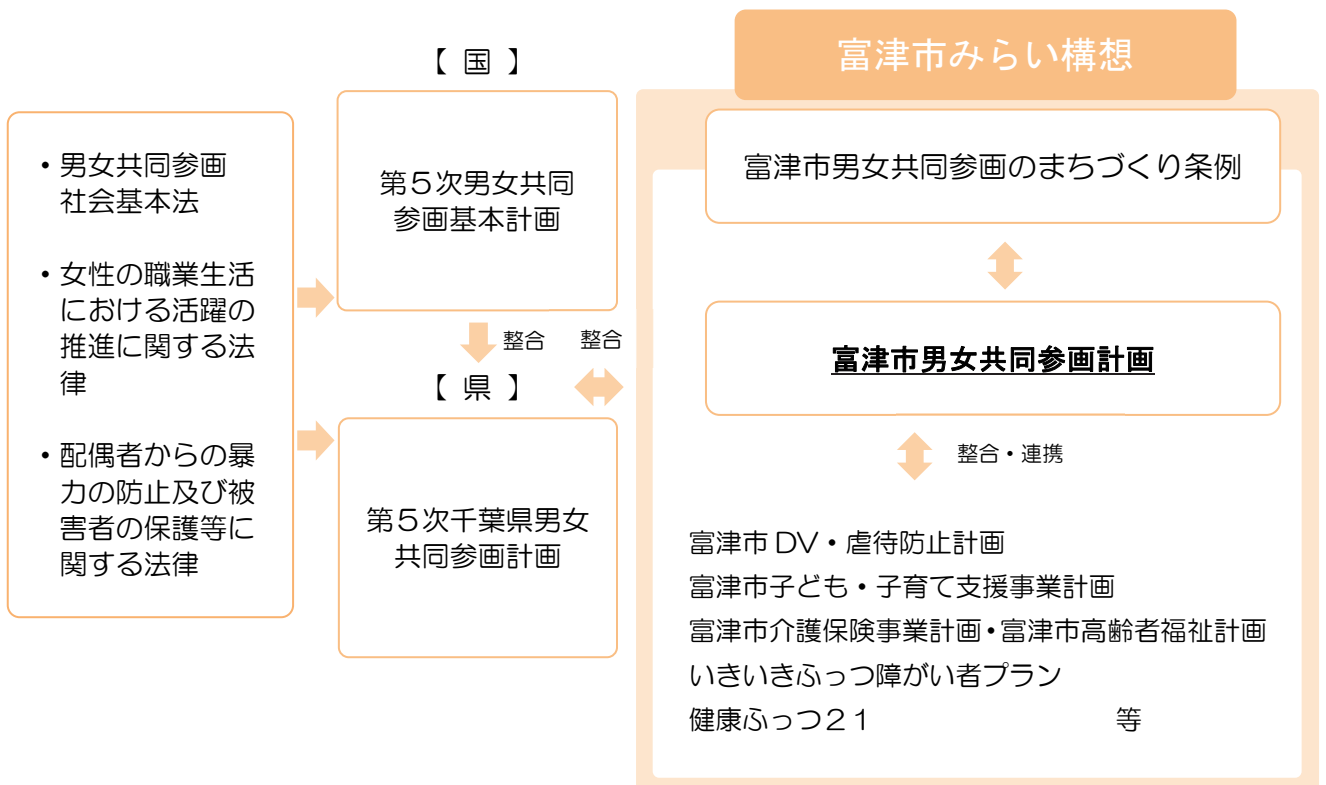 ・男女共同参画
社会基本法
・女性の職業生活
における活躍の
推進に関する法
律
・配偶者からの暴
力の防止及び被
害者の保護等に
関する法律
【 国 】
第５次男女共同
参画基本計画
整合
整合
【 県 】
第５次千葉県男女
共同参画計画
富津市みらい構想
富津市男女共同参画のまちづくり条例
富津市男女共同参画計画
整合・連携
富津市 DV・虐待防止計画
富津市子ども・子育て支援事業計画
富津市介護保険事業計画・富津市高齢者福祉計画
いきいきふっつ障がい者プラン
健康ふっつ２１　等